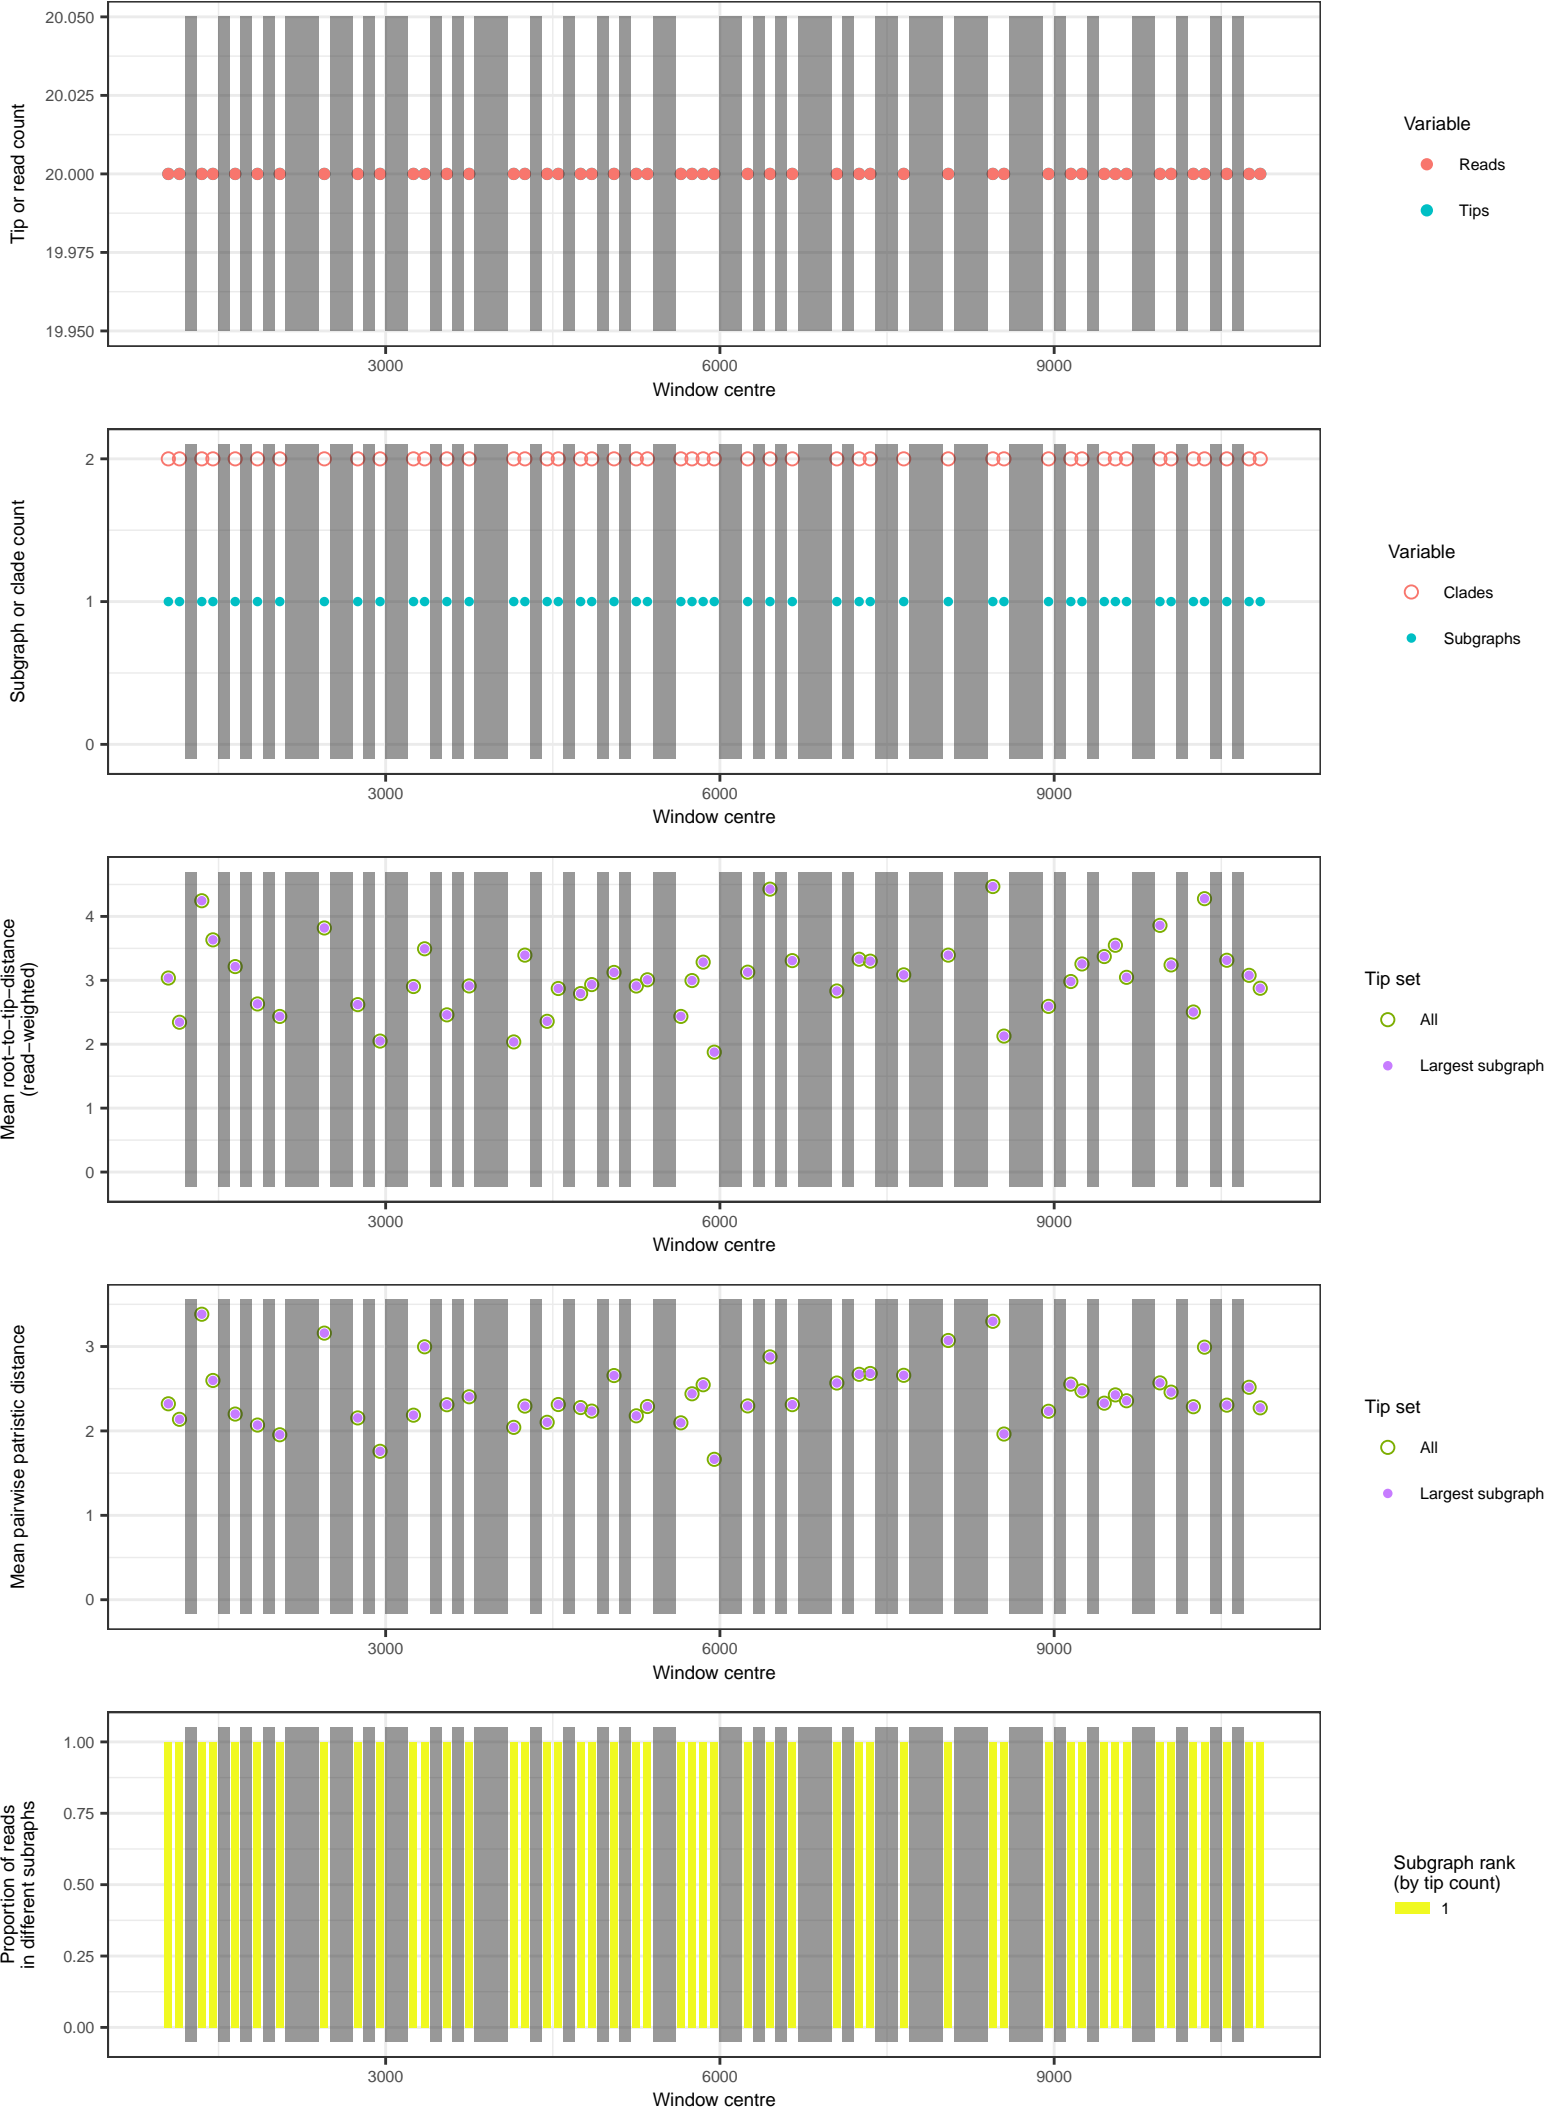 20.050
20.025
20.000
19.975
19.950
Tip or read count
3000
6000
9000
Window centre
Variable
Reads
Tips
2
1
0
Subgraph or clade count
3000
6000
9000
Window centre
Variable
Clades
Subgraphs
4
3
2
1
0
Mean root−to−tip−distance
(read−weighted)
3000
6000
9000
Window centre
Tip set
All
Largest subgraph
3
2
1
0
Mean pairwise patristic distance
3000
6000
9000
Window centre
Tip set
All
Largest subgraph
1.00
0.75
0.50
0.25
0.00
Proportion of reads
in different subraphs
3000
6000
9000
Window centre
Subgraph rank
(by tip count)
1